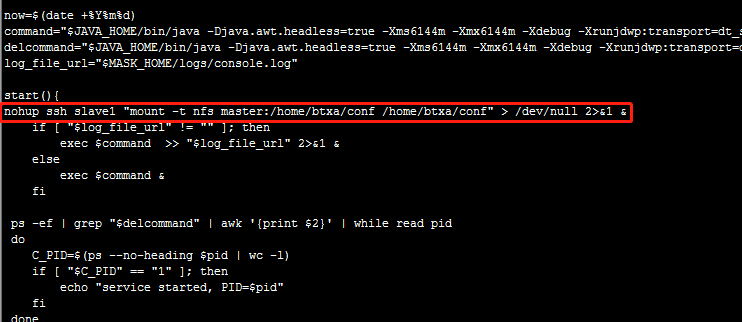 now=$(date +%Y%m%d)
command="$JAVA_HOME/bin/java -Djava.awt.headless=true -Xms6144m -Xmx6144m -Xdebug -Xrunjdwp:transport=dt_s
delcommand="$JAVA_HOME/bin/java -Djava.awt.headless=true -Xms6144m -Xmx6144m -Xdebug -Xrunjdwp:transport=d
log_file_url="$MASK_HOME/logs/console.log"
start(){
nohup ssh slave1 "mount -t nfs master:/home/btxa/conf /home/btxa/conf" > /dev/null 2>&1 &
if [ "$log_file_url" != "" ]; then
exec $command  >> "$log_file_url" 2>&1 &
else
exec $command &
fi
ps -ef | grep "$delcommand" | awk '{print $2}' | while read pid
do
C_PID=$(ps --no-heading $pid | wc -l)
if [ "$C_PID" == "1" ]; then
echo "service started, PID=$pid"
fi
done